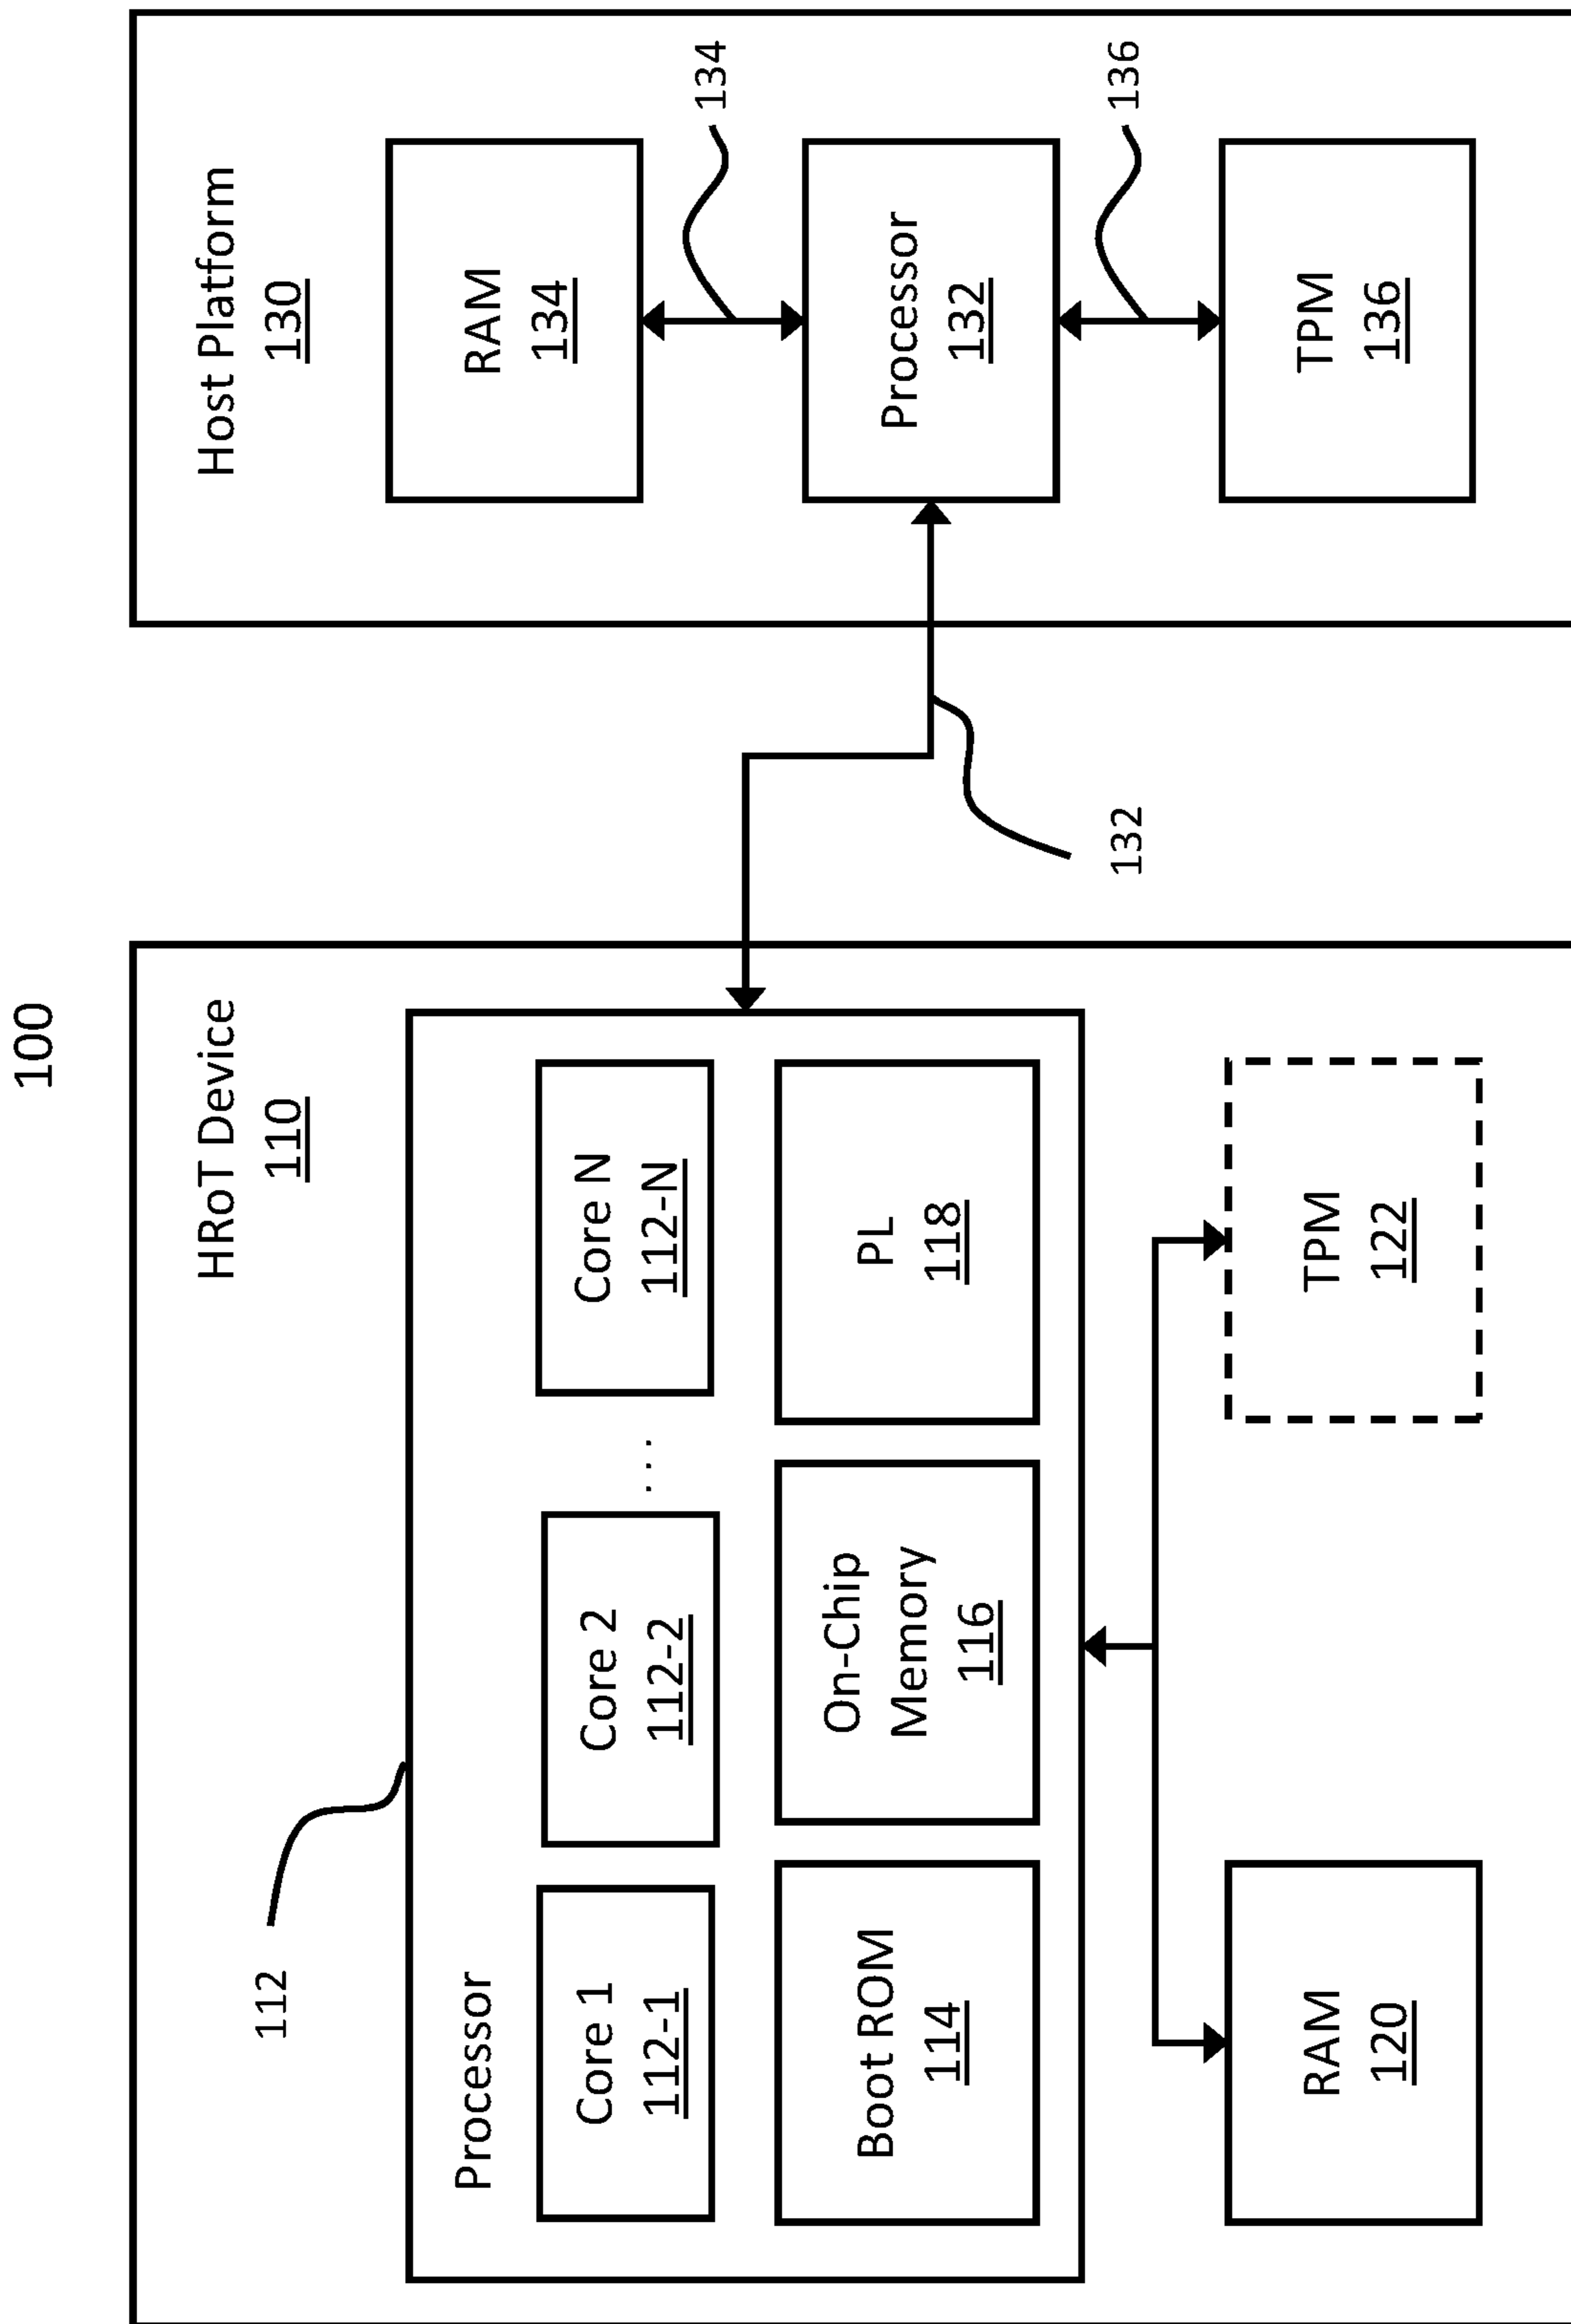 100
HRoT Device
110
112
Processor
Core 1
112-1
Core 2
112-2
...
Core N
112-N
Boot ROM
114
On-Chip
Memory
116
PL
118
RAM
120
TPM
122
132
Host Platform
130
RAM
134
134
Processor
132
136
TPM
136